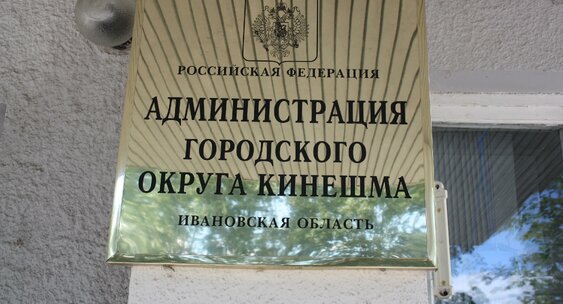 РОССИЙСКАЯ ФЕДЕРАЦИЯ
АДМИНИСТРАЦИЯ
ГОРОДСКОГО
ОКРУГА КИНЕШМА
ИВАНОВСКАЯ ОБЛАСТЬ